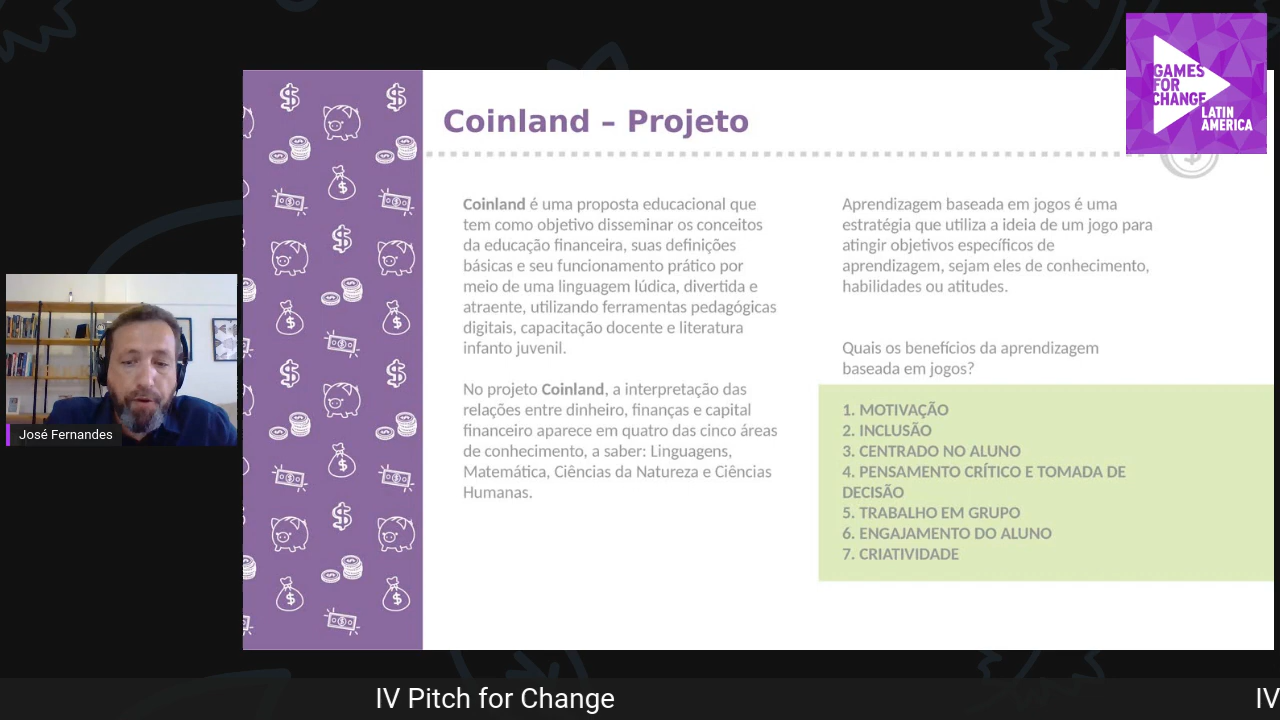 GAMES
FOR
CHANGE
LATIN
AMERICA
Coinland – Projeto
Coinland é uma proposta educacional que
tem como objetivo disseminar os conceitos
da educação financeira, suas definições
básicas e seu funcionamento prático por
meio de uma linguagem lúdica, divertida e
atraente, utilizando ferramentas pedagógicas
digitais, capacitação docente e literatura
infanto juvenil.
No projeto Coinland, a interpretação das
relações entre dinheiro, finanças e capital
financeiro aparece em quatro das cinco áreas
de conhecimento, a saber: Linguagens,
Matemática, Ciências da Natureza e Ciências
Humanas.
Aprendizagem baseada em jogos é uma
estratégia que utiliza a ideia de um jogo para
atingir objetivos específicos de
aprendizagem, sejam eles de conhecimento,
habilidades ou atitudes.
Quais os benefícios da aprendizagem
baseada em jogos?
1. MOTIVAÇÃO
2. INCLUSÃO
3. CENTRADO NO ALUNO
4. PENSAMENTO CRÍTICO E TOMADA DE
DECISÃO
5. TRABALHO EM GRUPO
6. ENGAJAMENTO DO ALUNO
7. CRIATIVIDADE
José Fernandes
IV Pitch for Change
IV